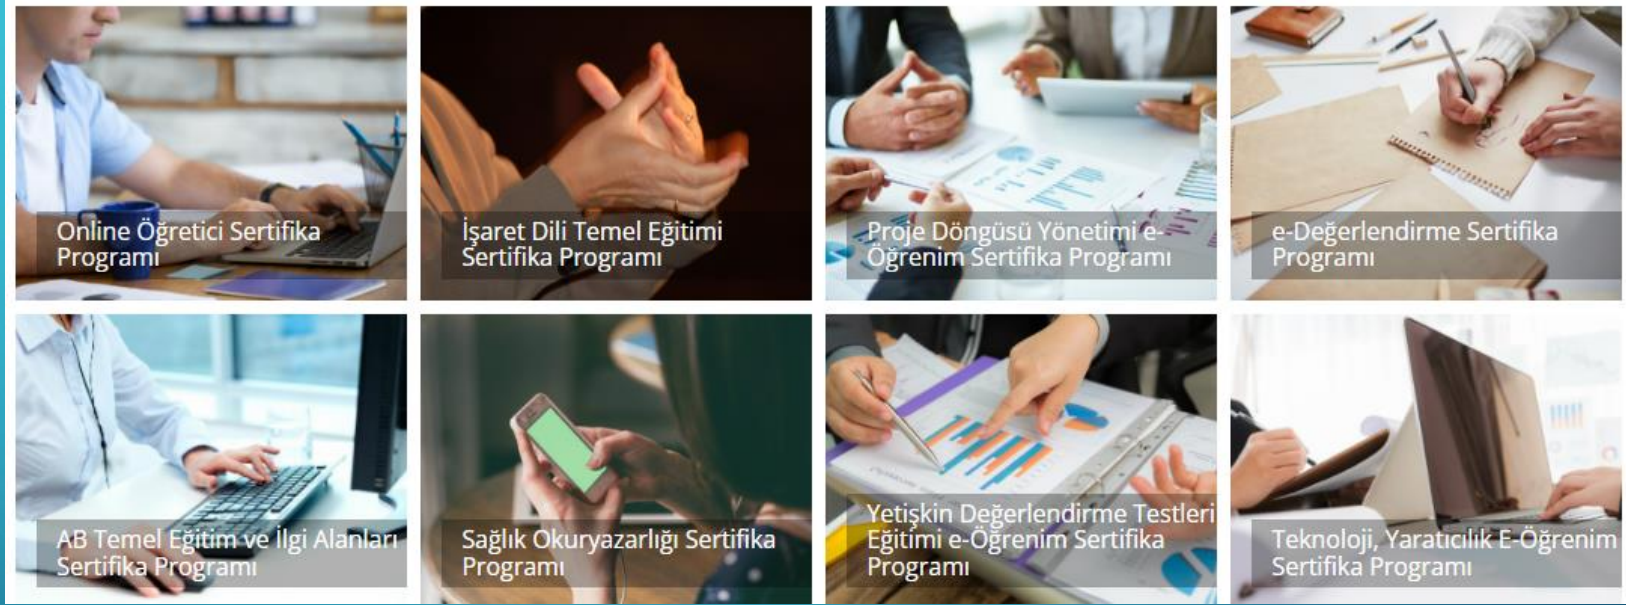 Online Öğretici Sertifika
Programı
İşaret Dili Temel Eğitimi
Sertifika Programı
Proje Döngüsü Yönetimi e-
Öğrenim Sertifika Programı
e-Değerlendirme Sertifika
Programı
AB Temel Eğitim ve İlgi Alanları
Sertifika Programı
Sağlık Okuryazarlığı Sertifika
Programı
Yetişkin Değerlendirme Testleri
Eğitimi e-Öğrenim Sertifika
Programı
Teknoloji, Yaratıcılık E-Öğrenim
Sertifika Programı